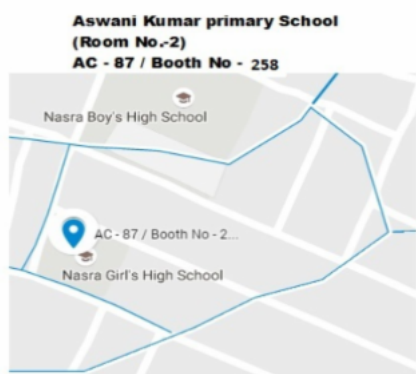 Aswani Kumar primary School
(Room No.-2)
AC - 87 / Booth No - 258
Nasra Boy's High School
AC - 87 / Booth No - 2...
Nasra Girl's High School